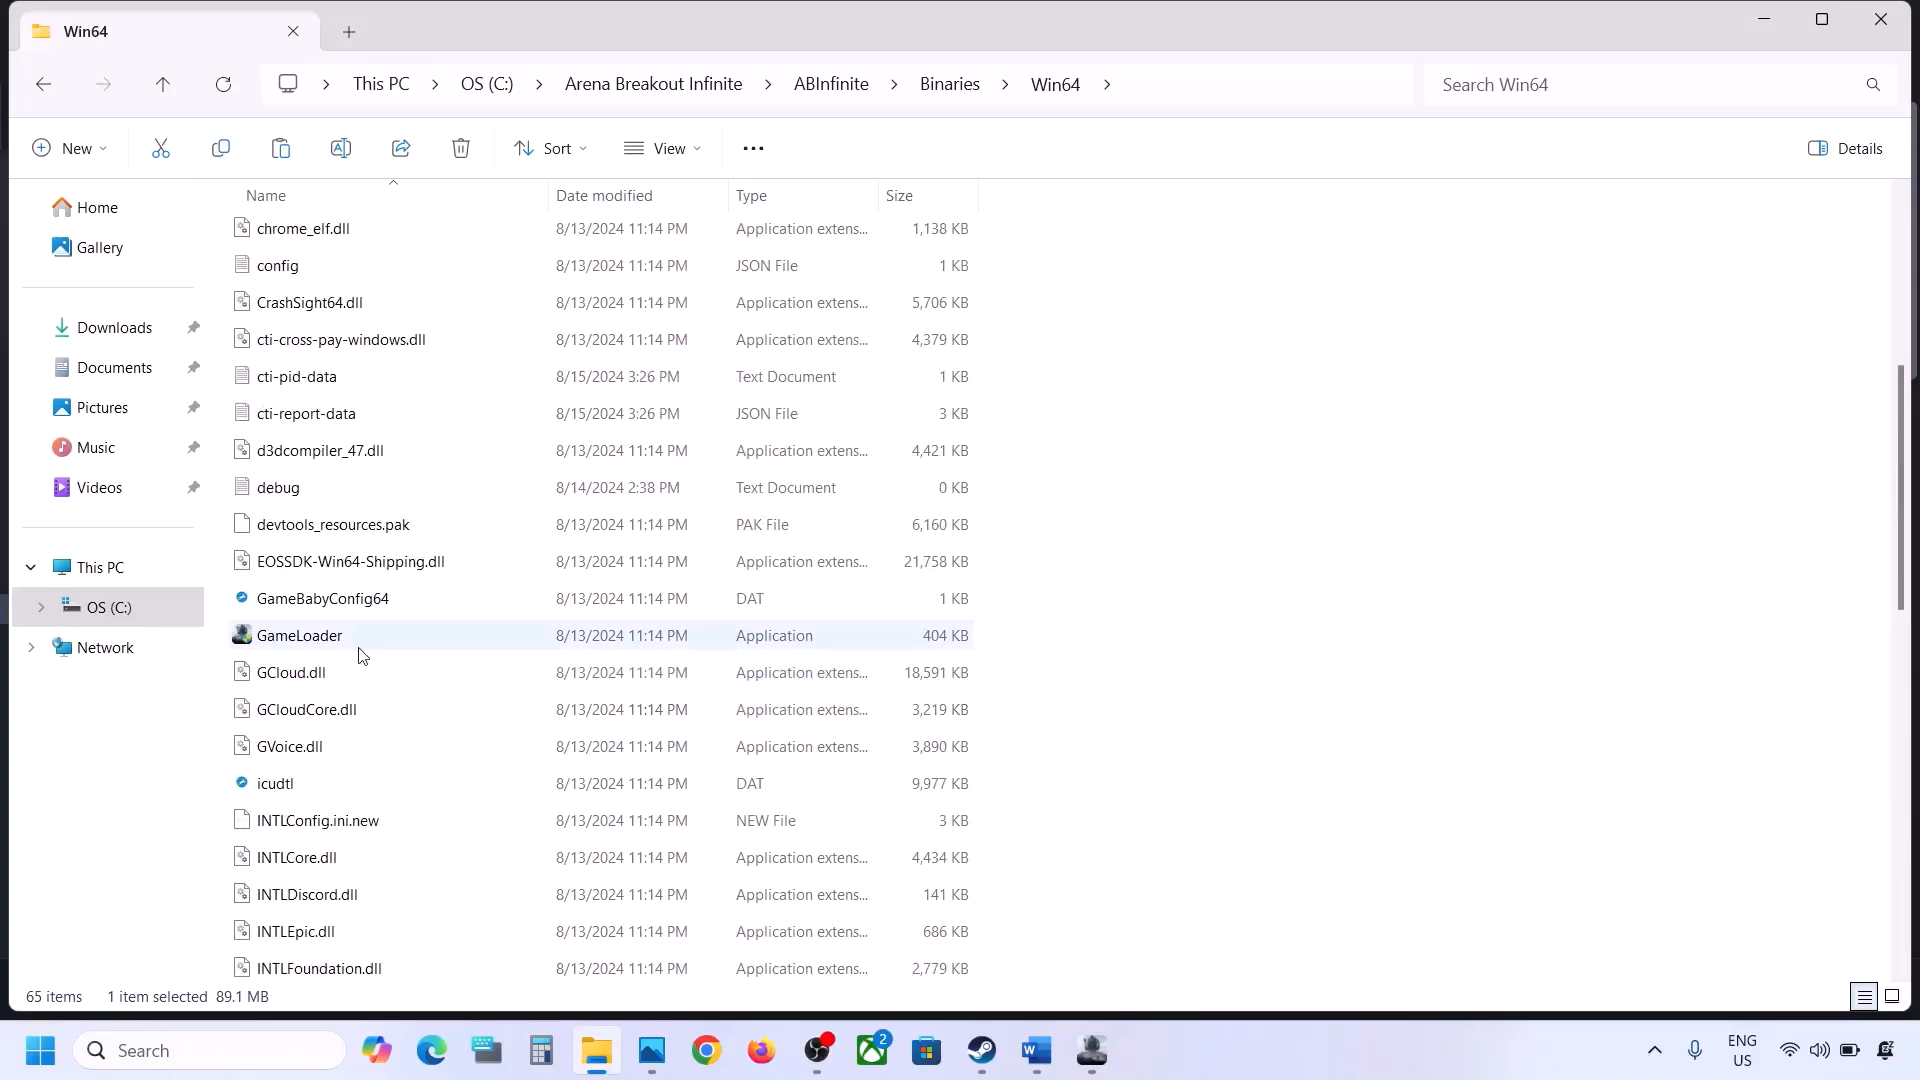 Win64
This PC OS (C:) Arena Breakout Infinite ABInfinite Binaries Win64 Search Win64
New Sort View Details
Home
Gallery
Downloads
Documents
Pictures
Music
Videos
This PC
OS (C:)
Network
Name Date modified Type Size
chrome_elf.dll 8/13/2024 11:14 PM Application extens... 1,138 KB
config 8/13/2024 11:14 PM JSON File 1 KB
CrashSight64.dll 8/13/2024 11:14 PM Application extens... 5,706 KB
cti-cross-pay-windows.dll 8/13/2024 11:14 PM Application extens... 4,379 KB
cti-pid-data 8/15/2024 3:26 PM Text Document 1 KB
cti-report-data 8/15/2024 3:26 PM JSON File 3 KB
d3dcompiler_47.dll 8/13/2024 11:14 PM Application extens... 4,421 KB
debug 8/14/2024 2:38 PM Text Document 0 KB
devtools_resources.pak 8/13/2024 11:14 PM PAK File 6,160 KB
EOSSDK-Win64-Shipping.dll 8/13/2024 11:14 PM Application extens... 21,758 KB
GameBabyConfig64 8/13/2024 11:14 PM DAT 1 KB
GameLoader 8/13/2024 11:14 PM Application 404 KB
GCloud.dll 8/13/2024 11:14 PM Application extens... 18,591 KB
GCloudCore.dll 8/13/2024 11:14 PM Application extens... 3,219 KB
GVoice.dll 8/13/2024 11:14 PM Application extens... 3,890 KB
icudtl 8/13/2024 11:14 PM DAT 9,977 KB
INTLConfig.ini.new 8/13/2024 11:14 PM NEW File 3 KB
INTLCore.dll 8/13/2024 11:14 PM Application extens... 4,434 KB
INTLDiscord.dll 8/13/2024 11:14 PM Application extens... 141 KB
INTLEpic.dll 8/13/2024 11:14 PM Application extens... 686 KB
INTLFoundation.dll 8/13/2024 11:14 PM Application extens... 2,779 KB
65 items 1 item selected 89.1 MB
Search 2 ENG
US